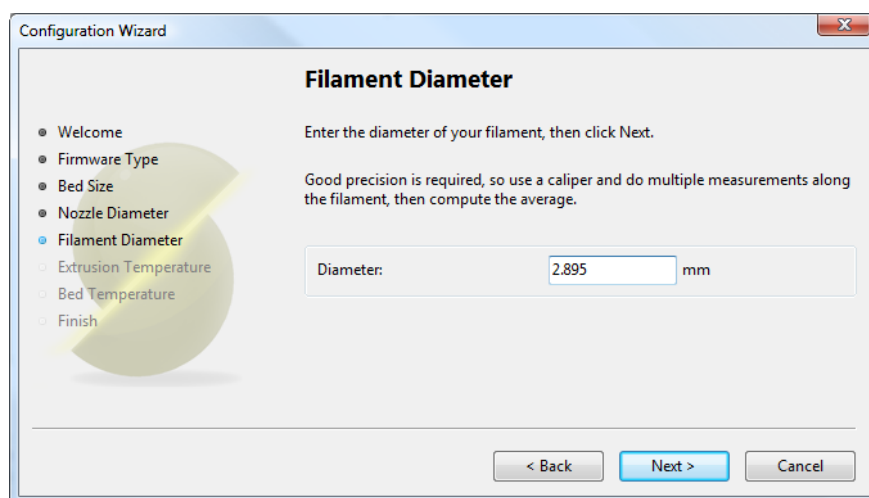 Configuration Wizard
Filament Diameter
Welcome
Firmware Type
Bed Size
Nozzle Diameter
Filament Diameter
Extrusion Temperature
Bed Temperature
Finish
Enter the diameter of your filament, then click Next.
Good precision is required, so use a caliper and do multiple measurements along
the filament, then compute the average.
Diameter: 2.895 mm
< Back Next > Cancel